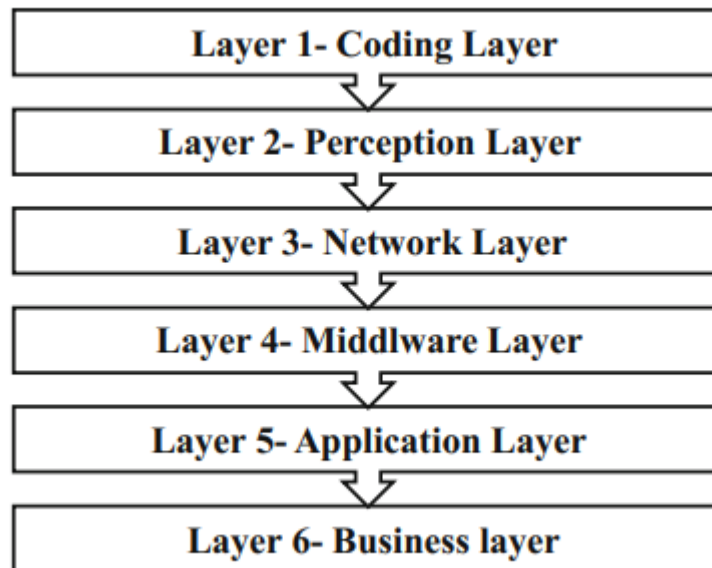 Layer 1- Coding Layer
Layer 2- Perception Layer
Layer 3- Network Layer
Layer 4- Middlware Layer
Layer 5- Application Layer
Layer 6- Business layer